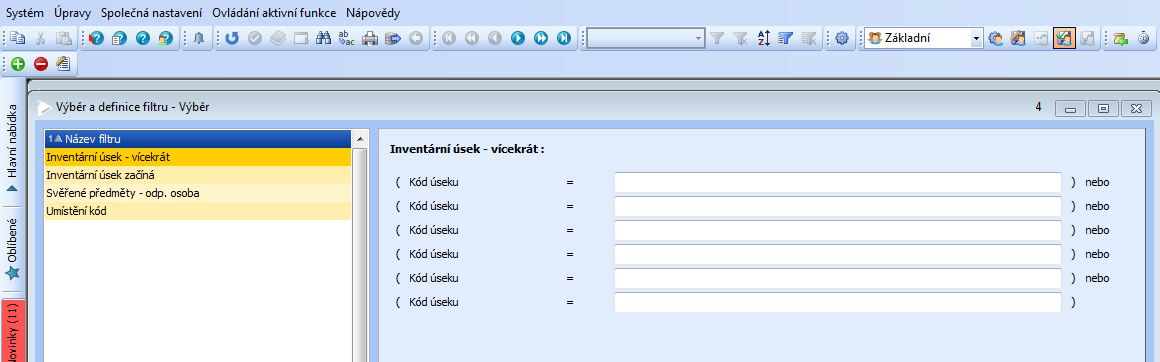 Systém Úpravy Společná nastavení Ovládání aktivní funkce Nápovědy
Základní
Hlavní nabídka
Oblíbené
Novinky (11)
Výběr a definice filtru - Výběr 4
1 Název filtru
Inventární úsek - vícekrát
Inventární úsek začíná
Svěřené předměty - odp. osoba
Umístění kód
Inventární úsek - vícekrát :
( Kód úseku = ) nebo
( Kód úseku = ) nebo
( Kód úseku = ) nebo
( Kód úseku = ) nebo
( Kód úseku = ) nebo
( Kód úseku = )